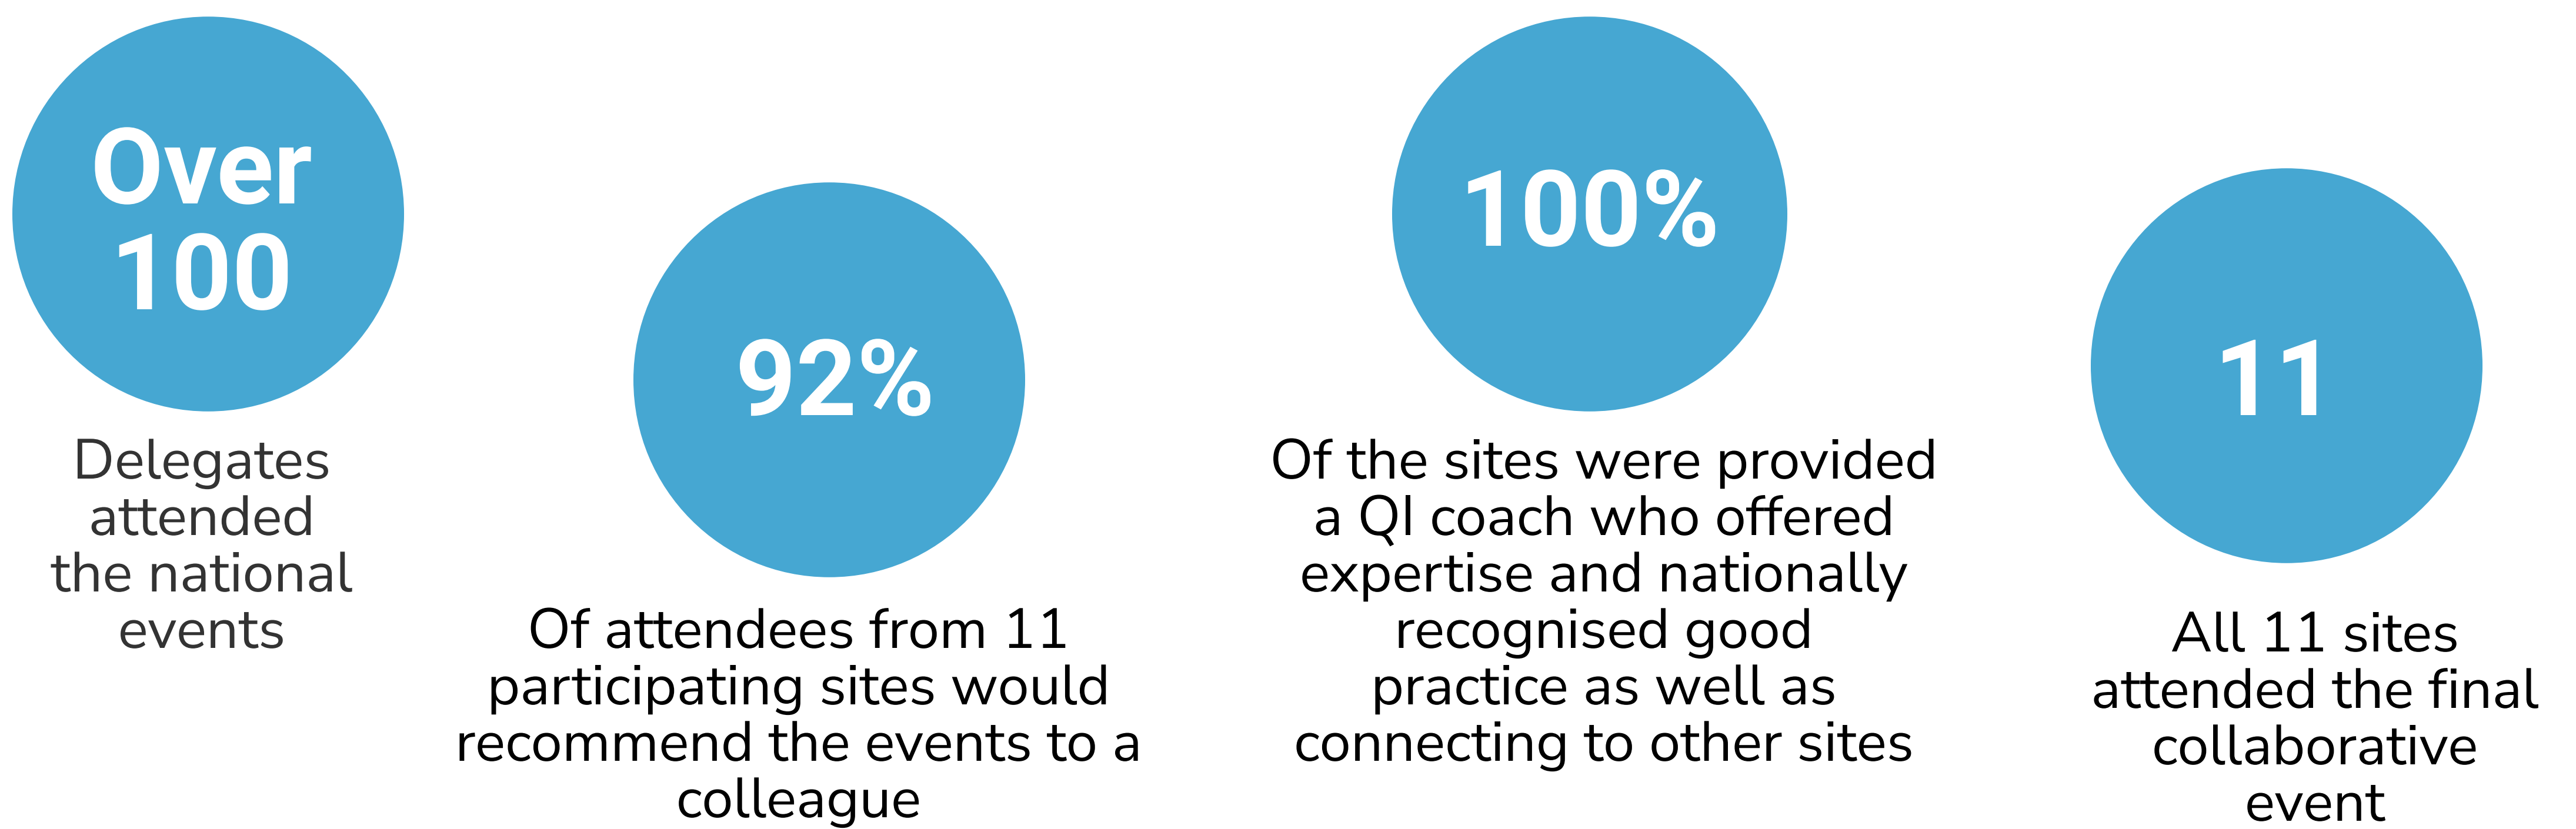 Over
100
Delegates
attended
the national
events
92%
Of attendees from 11
participating sites would
recommend the events to a
colleague
100%
Of the sites were provided
a QI coach who offered
expertise and nationally
recognised good
practice as well as
connecting to other sites
11
All 11 sites
attended the final
collaborative
event